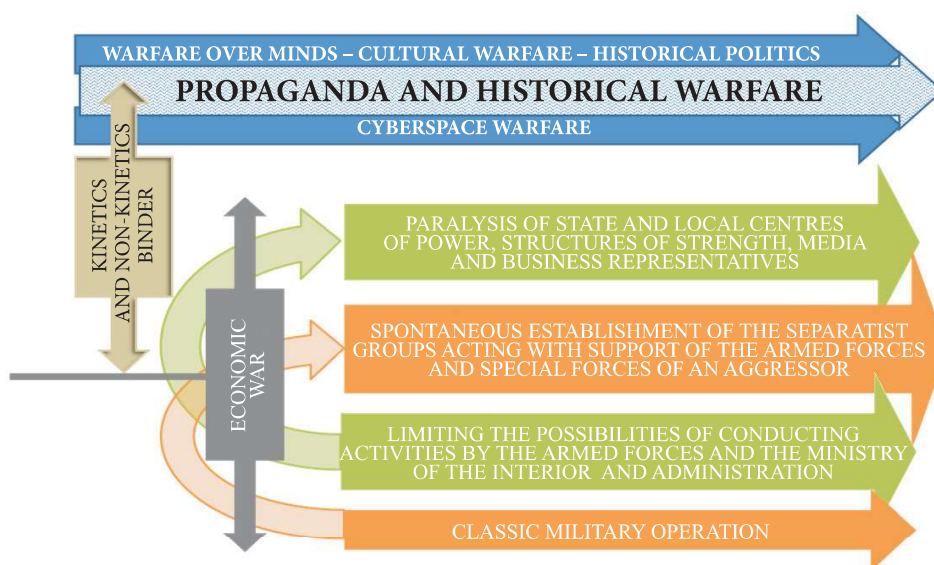 WARFARE OVER MINDS – CULTURAL WARFARE – HISTORICAL POLITICS
PROPAGANDA AND HISTORICAL WARFARE
CYBERSPACE WARFARE
KINETICS
AND NON-KINETICS
BINDER
ECONOMIC
WAR
PARALYSIS OF STATE AND LOCAL CENTRES
OF POWER, STRUCTURES OF STRENGTH, MEDIA
AND BUSINESS REPRESENTATIVES
SPONTANEOUS ESTABLISHMENT OF THE SEPARATIST
GROUPS ACTING WITH SUPPORT OF THE ARMED FORCES
AND SPECIAL FORCES OF AN AGGRESSOR
LIMITING THE POSSIBILITIES OF CONDUCTING
ACTIVITIES BY THE ARMED FORCES AND THE MINISTRY
OF THE INTERIOR AND ADMINISTRATION
CLASSIC MILITARY OPERATION